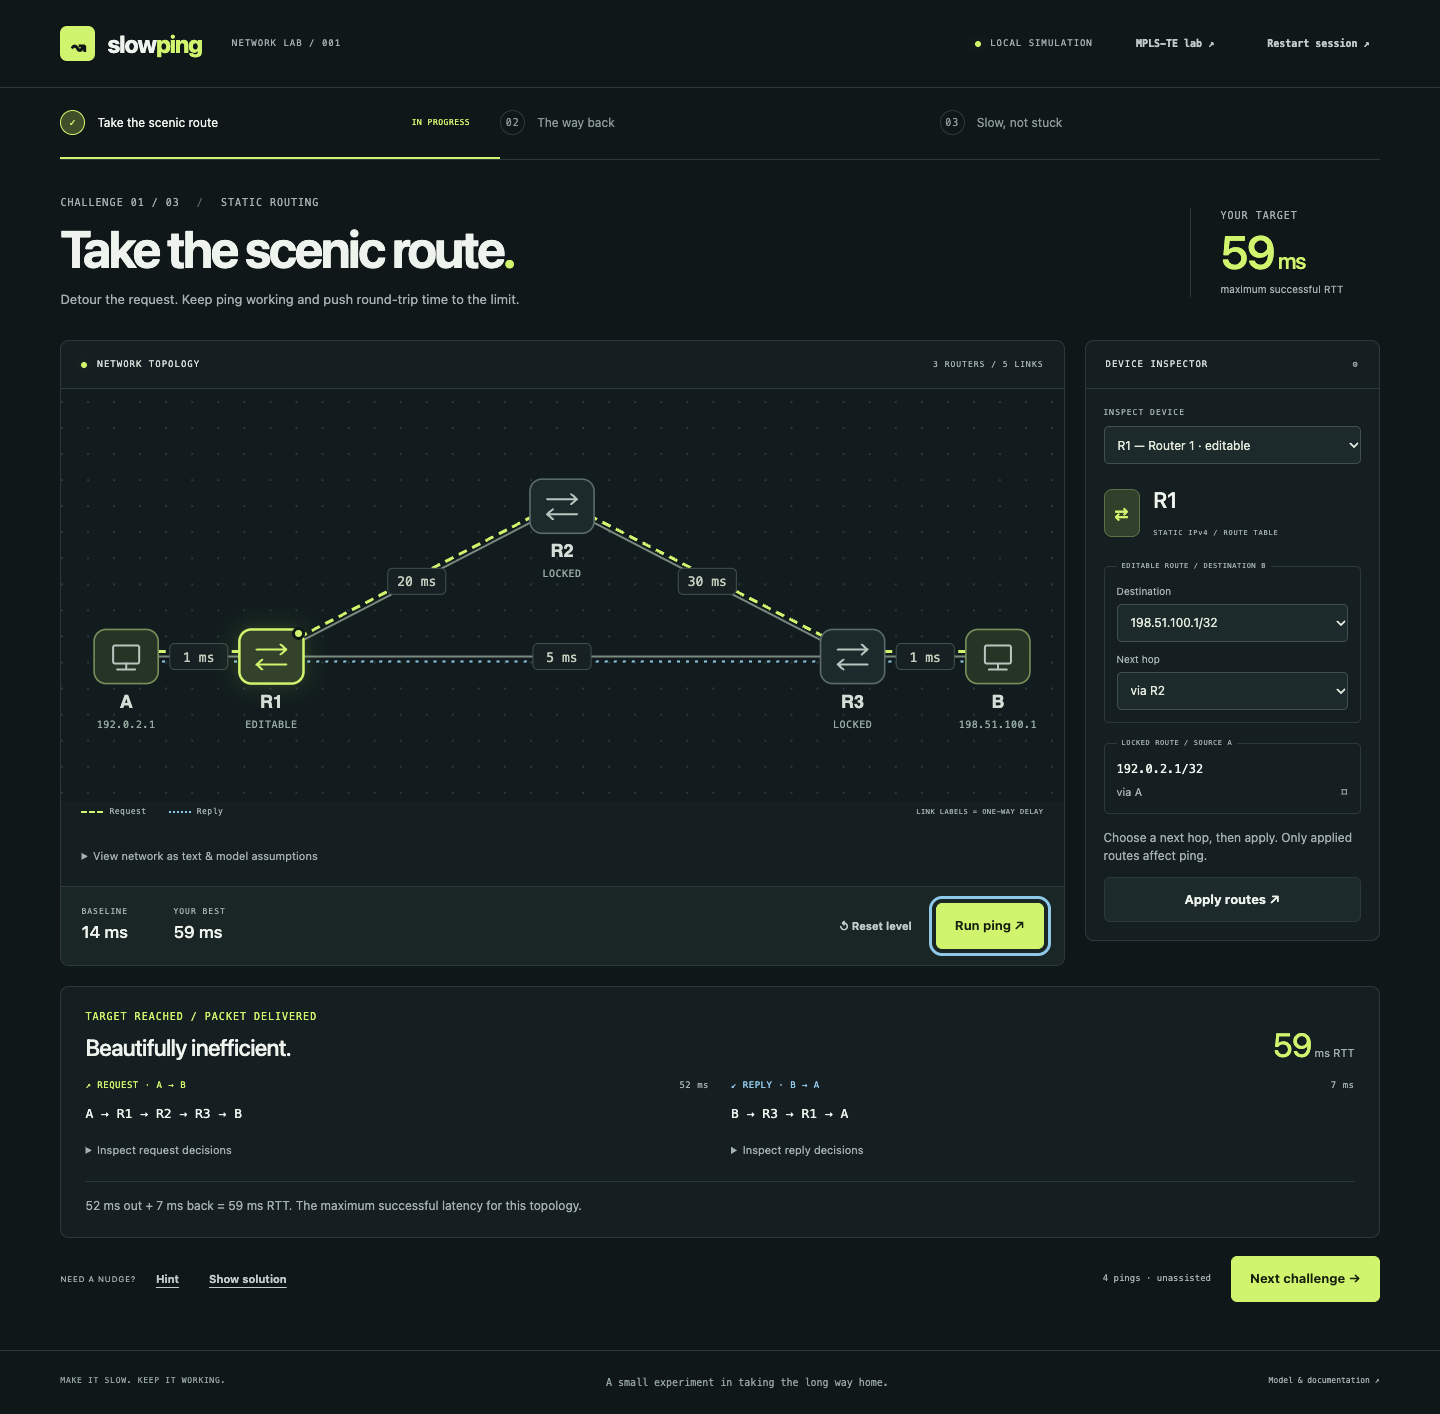 slowping
NETWORK LAB / 001
LOCAL SIMULATION
MPLS-TE lab ↗
Restart session ↗
✓ Take the scenic route
IN PROGRESS
02 The way back
03 Slow, not stuck
CHALLENGE 01 / 03 / STATIC ROUTING
Take the scenic route.
Detour the request. Keep ping working and push round-trip time to the limit.
YOUR TARGET
59 ms
maximum successful RTT
NETWORK TOPOLOGY
3 ROUTERS / 5 LINKS
R2
LOCKED
20 ms
30 ms
1 ms
5 ms
1 ms
A
192.0.2.1
R1
EDITABLE
R3
LOCKED
B
198.51.100.1
Request
Reply
LINK LABELS = ONE-WAY DELAY
▶ View network as text & model assumptions
BASELINE
14 ms
YOUR BEST
59 ms
↺ Reset level
Run ping ↗
DEVICE INSPECTOR
INSPECT DEVICE
R1 — Router 1 · editable
R1
STATIC IPv4 / ROUTE TABLE
EDITABLE ROUTE / DESTINATION B
Destination
198.51.100.1/32
Next hop
via R2
LOCKED ROUTE / SOURCE A
192.0.2.1/32
via A
Choose a next hop, then apply. Only applied
routes affect ping.
Apply routes ↗
TARGET REACHED / PACKET DELIVERED
Beautifully inefficient.
59 ms RTT
↗ REQUEST · A → B
52 ms
A → R1 → R2 → R3 → B
▶ Inspect request decisions
↙ REPLY · B → A
7 ms
B → R3 → R1 → A
▶ Inspect reply decisions
52 ms out + 7 ms back = 59 ms RTT. The maximum successful latency for this topology.
NEED A NUDGE?
Hint
Show solution
4 pings · unassisted
Next challenge →
MAKE IT SLOW. KEEP IT WORKING.
A small experiment in taking the long way home.
Model & documentation ↗